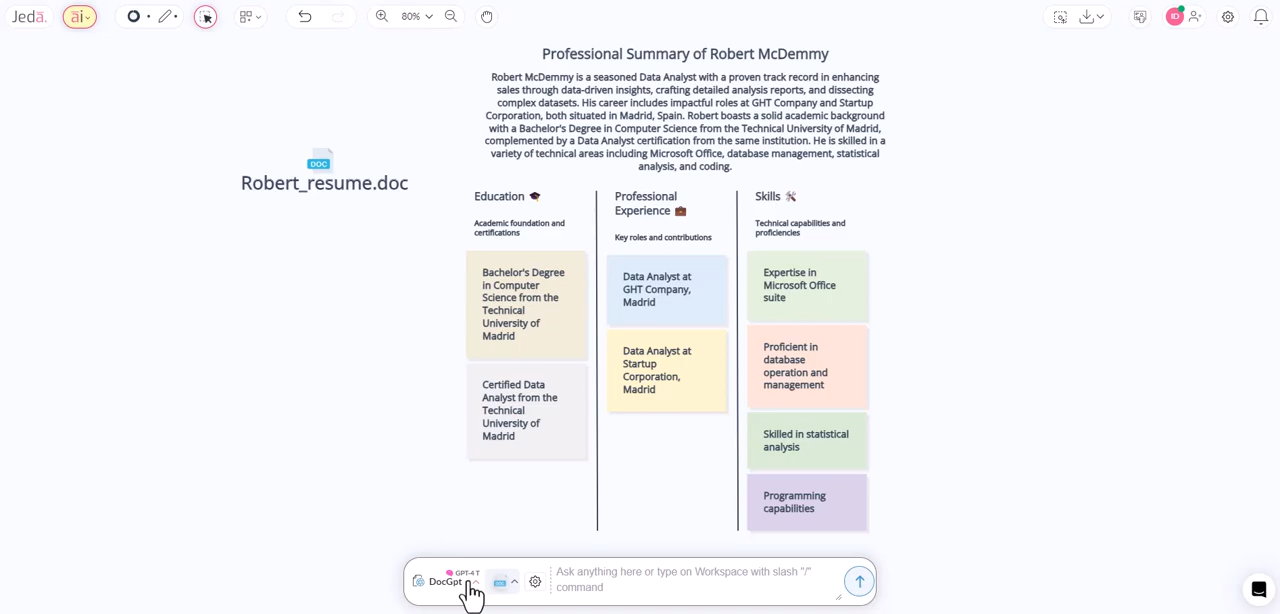 Jeda.
ai
80%
ID
Professional Summary of Robert McDemmy
Robert McDemmy is a seasoned Data Analyst with a proven track record in enhancing
sales through data-driven insights, crafting detailed analysis reports, and dissecting
complex datasets. His career includes impactful roles at GHT Company and Startup
Corporation, both situated in Madrid, Spain. Robert boasts a solid academic background
with a Bachelor's Degree in Computer Science from the Technical University of Madrid,
complemented by a Data Analyst certification from the same institution. He is skilled in a
variety of technical areas including Microsoft Office, database management, statistical
analysis, and coding.
DOC
Robert_resume.doc
Education 🎓
Academic foundation and
certifications
Bachelor's Degree
in Computer
Science from the
Technical
University of
Madrid
Certified Data
Analyst from the
Technical
University of
Madrid
Professional
Experience 💼
Key roles and contributions
Data Analyst at
GHT Company,
Madrid
Data Analyst at
Startup
Corporation,
Madrid
Skills 🛠
Technical capabilities and
proficiencies
Expertise in
Microsoft Office
suite
Proficient in
database
operation and
management
Skilled in statistical
analysis
Programming
capabilities
GPT-4 T
DocGpt
Ask anything here or type on Workspace with slash "/"
command